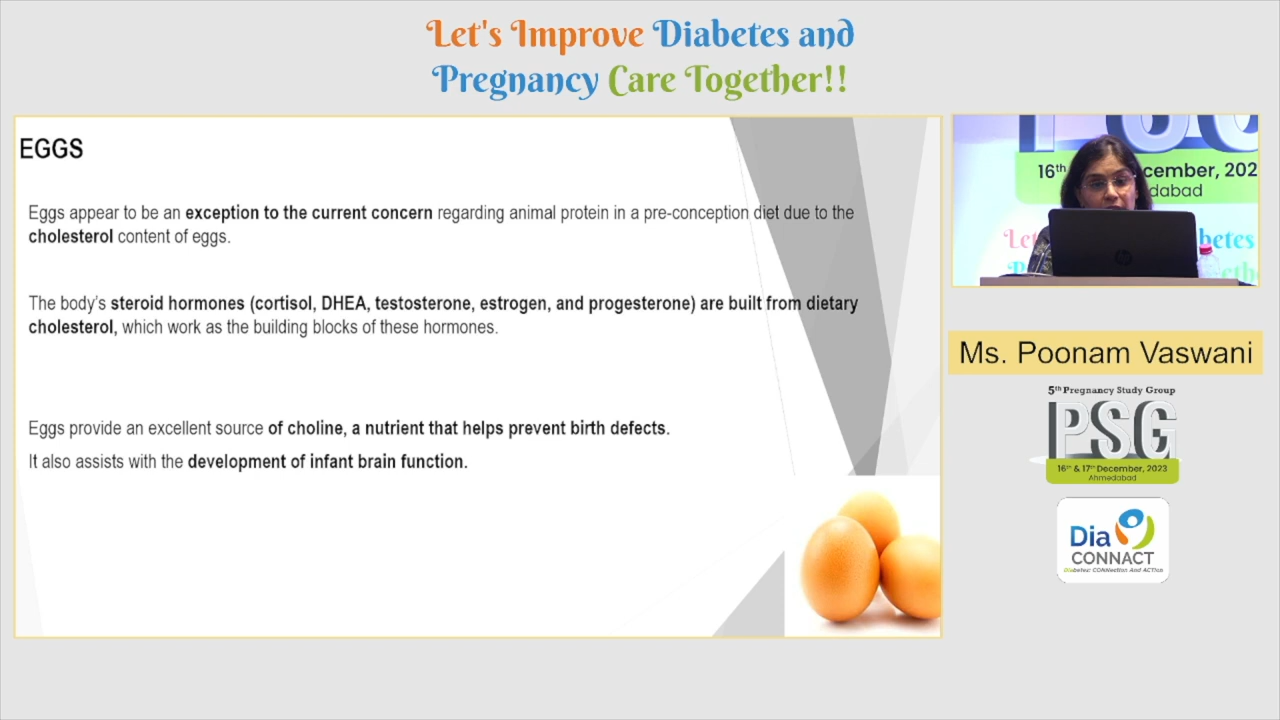 Let's Improve Diabetes and
Pregnancy Care Together!!
EGGS
Eggs appear to be an exception to the current concern regarding animal protein in a pre-conception diet due to the
cholesterol content of eggs.
The body's steroid hormones (cortisol, DHEA, testosterone, estrogen, and progesterone) are built from dietary
cholesterol, which work as the building blocks of these hormones.
Eggs provide an excellent source of choline, a nutrient that helps prevent birth defects.
It also assists with the development of infant brain function.
16th cember, 202
dabad
Let betes
P ethe
hp
Ms. Poonam Vaswani
5th Pregnancy Study Group
PSG
16th & 17th December, 2023
Ahmedabad
Dia
CONNACT
Diabetes: CONNection And ACTion